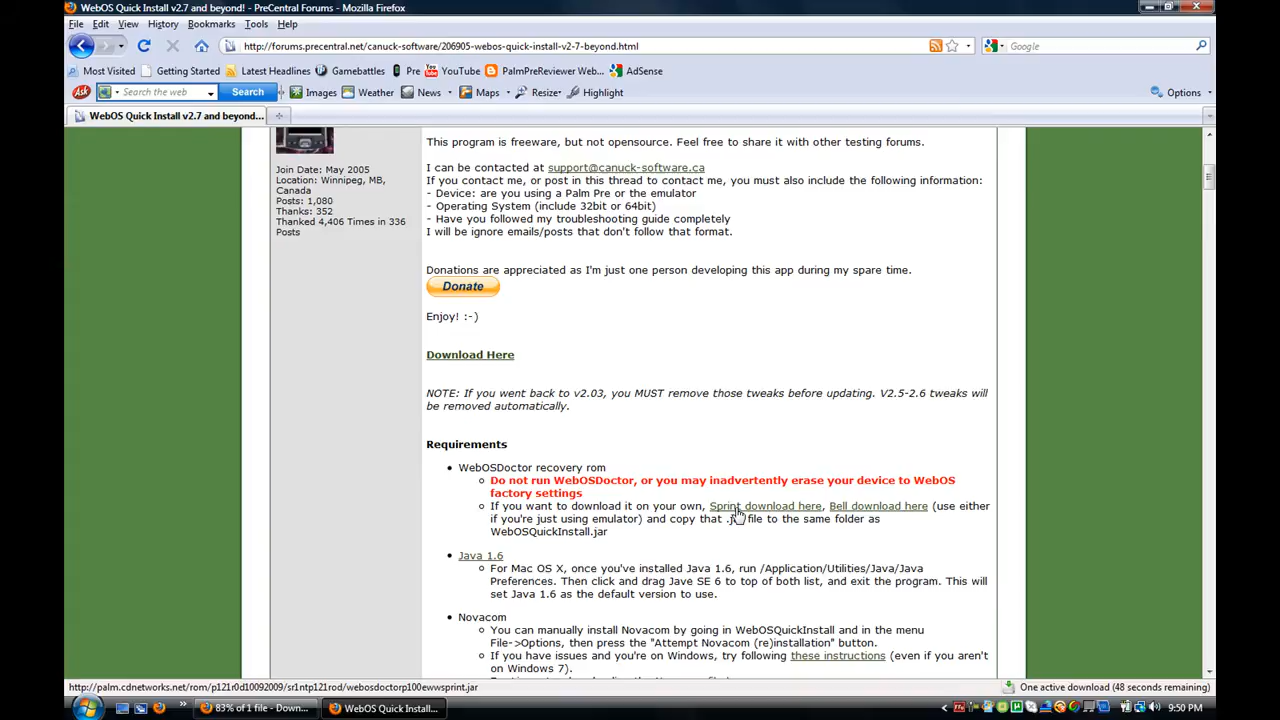 WebOS Quick Install v2.7 and beyond! - PreCentral Forums - Mozilla Firefox
File Edit View History Bookmarks Tools Help
http://forums.precentral.net/canuck-software/206905-webos-quick-install-v2-7-beyond.html
Google
Most Visited Getting Started Latest Headlines Gamebattles Pre YouTube PalmPreReviewer Web... AdSense
Ask Search the web Search Images Weather News Maps Resize Highlight Options
WebOS Quick Install v2.7 and beyond...
This program is freeware, but not opensource. Feel free to share it with other testing forums.
Join Date: May 2005
Location: Winnipeg, MB,
Canada
Posts: 1,080
Thanks: 352
Thanked 4,406 Times in 336
Posts
I can be contacted at support@canuck-software.ca
If you contact me, or post in this thread to contact me, you must also include the following information:
- Device: are you using a Palm Pre or the emulator
- Operating System (include 32bit or 64bit)
- Have you followed my troubleshooting guide completely
I will be ignore emails/posts that don't follow that format.
Donations are appreciated as I'm just one person developing this app during my spare time.
Donate
Enjoy! :-)
Download Here
NOTE: If you went back to v2.03, you MUST remove those tweaks before updating. V2.5-2.6 tweaks will
be removed automatically.
Requirements
WebOSDoctor recovery rom
Do not run WebOSDoctor, or you may inadvertently erase your device to WebOS
factory settings
If you want to download it on your own, Sprint download here, Bell download here (use either
if you're just using emulator) and copy that file to the same folder as
WebOSQuickInstall.jar
Java 1.6
For Mac OS X, once you've installed Java 1.6, run /Application/Utilities/Java/Java
Preferences. Then click and drag Jave SE 6 to top of both list, and exit the program. This will
set Java 1.6 as the default version to use.
Novacom
You can manually install Novacom by going in WebOSQuickInstall and in the menu
File->Options, then press the "Attempt Novacom (re)installation" button.
If you have issues and you're on Windows, try following these instructions (even if you aren't
on Windows 7).
http://palm.cdnetworks.net/rom/p121r0d10092009/sr1ntp121rod/webosdoctorp100ewwsprint.jar
One active download (48 seconds remaining)
83% of 1 file - Down... WebOS Quick Install... 9:50 PM